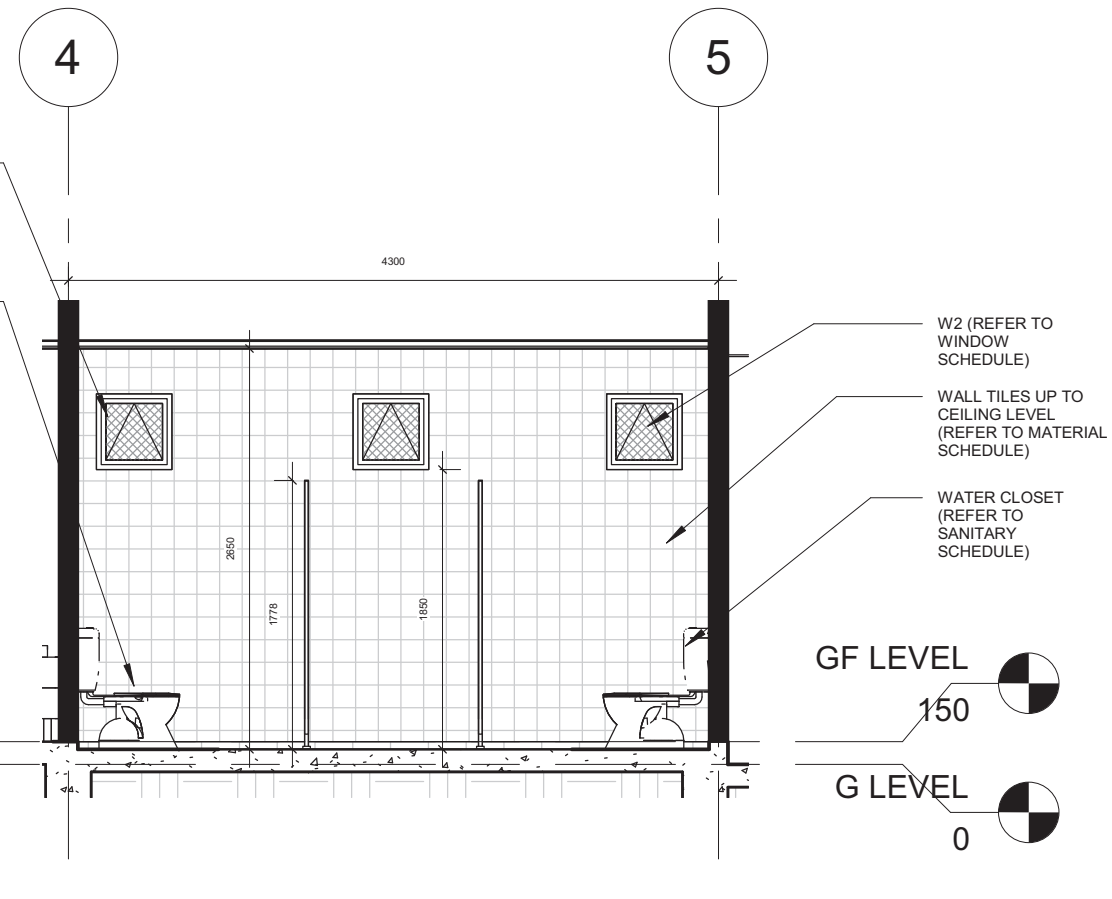 4
5
4300
W2 (REFER TO
WINDOW
SCHEDULE)
WALL TILES UP TO
CEILING LEVEL
(REFER TO MATERIAL
SCHEDULE)
WATER CLOSET
(REFER TO
SANITARY
SCHEDULE)
2650
1778
1850
GF LEVEL
150
G LEVEL
0